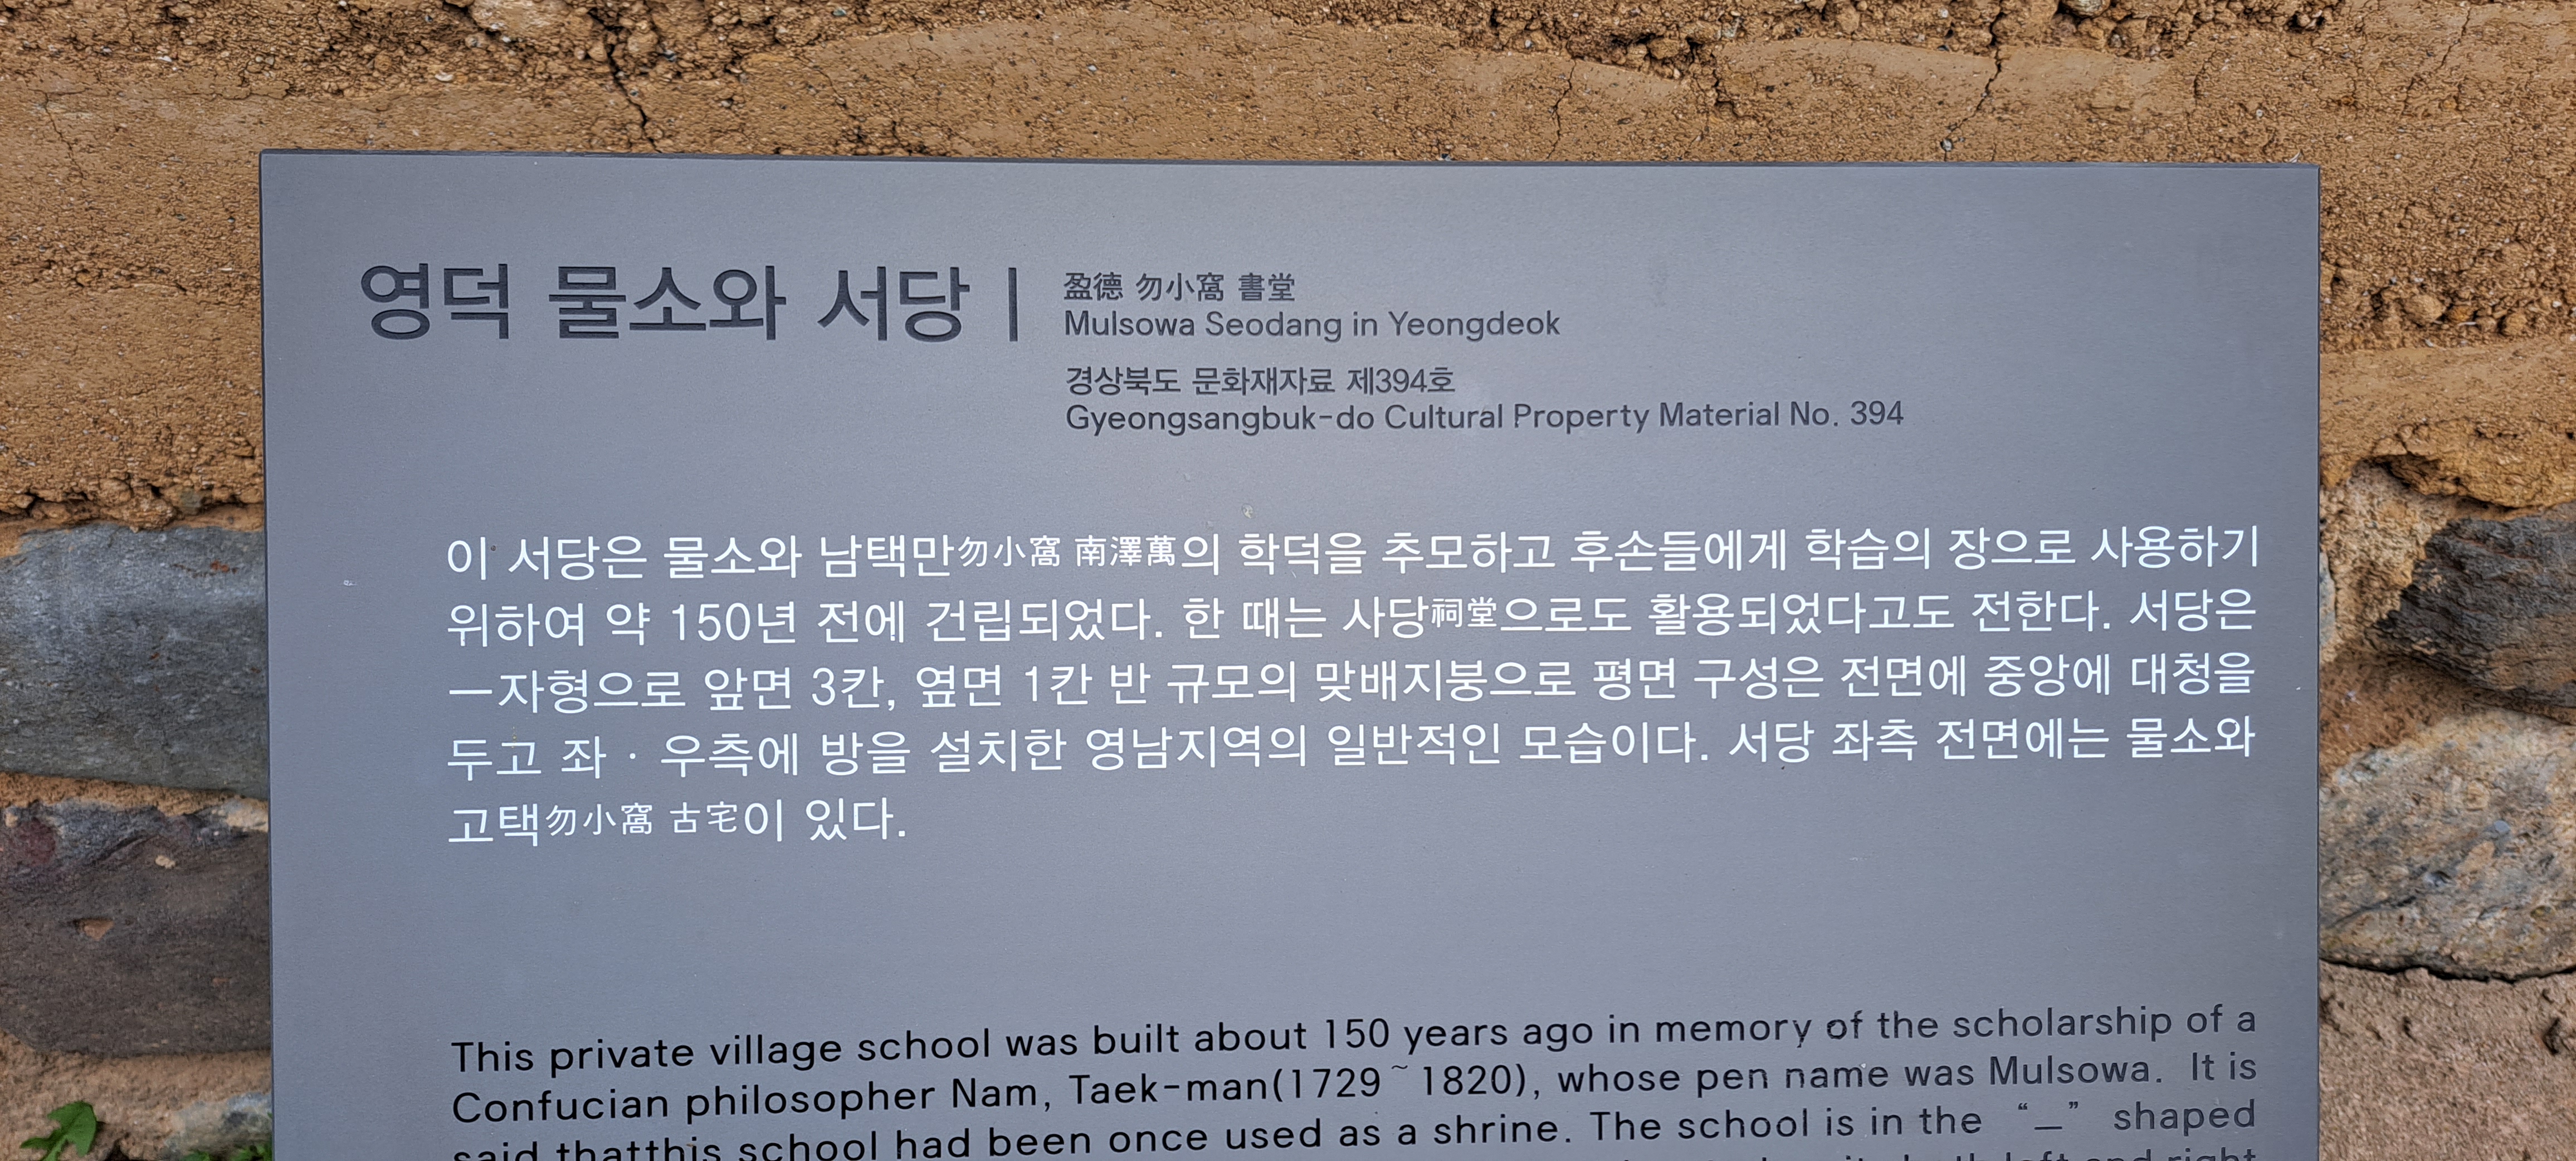 영덕 물소와 서당 |
盈德 勿小窩 書堂
Mulsowa Seodang in Yeongdeok
경상북도 문화재자료 제394호
Gyeongsangbuk-do Cultural Property Material No. 394
이 서당은 물소와 남택만勿小窩 南澤萬의 학덕을 추모하고 후손들에게 학습의 장으로 사용하기
위하여 약 150년 전에 건립되었다. 한 때는 사당祠堂으로도 활용되었다고도 전한다. 서당은
一자형으로 앞면 3칸, 옆면 1칸 반 규모의 맞배지붕으로 평면 구성은 전면에 중앙에 대청을
두고 좌 · 우측에 방을 설치한 영남지역의 일반적인 모습이다. 서당 좌측 전면에는 물소와
고택勿小窩 古宅이 있다.
This private village school was built about 150 years ago in memory of the scholarship of a
Confucian philosopher Nam, Taek-man(1729~1820), whose pen name was Mulsowa. It is
said thatthis school had been once used as a shrine. The school is in the “ㅡ” shaped
both left and right